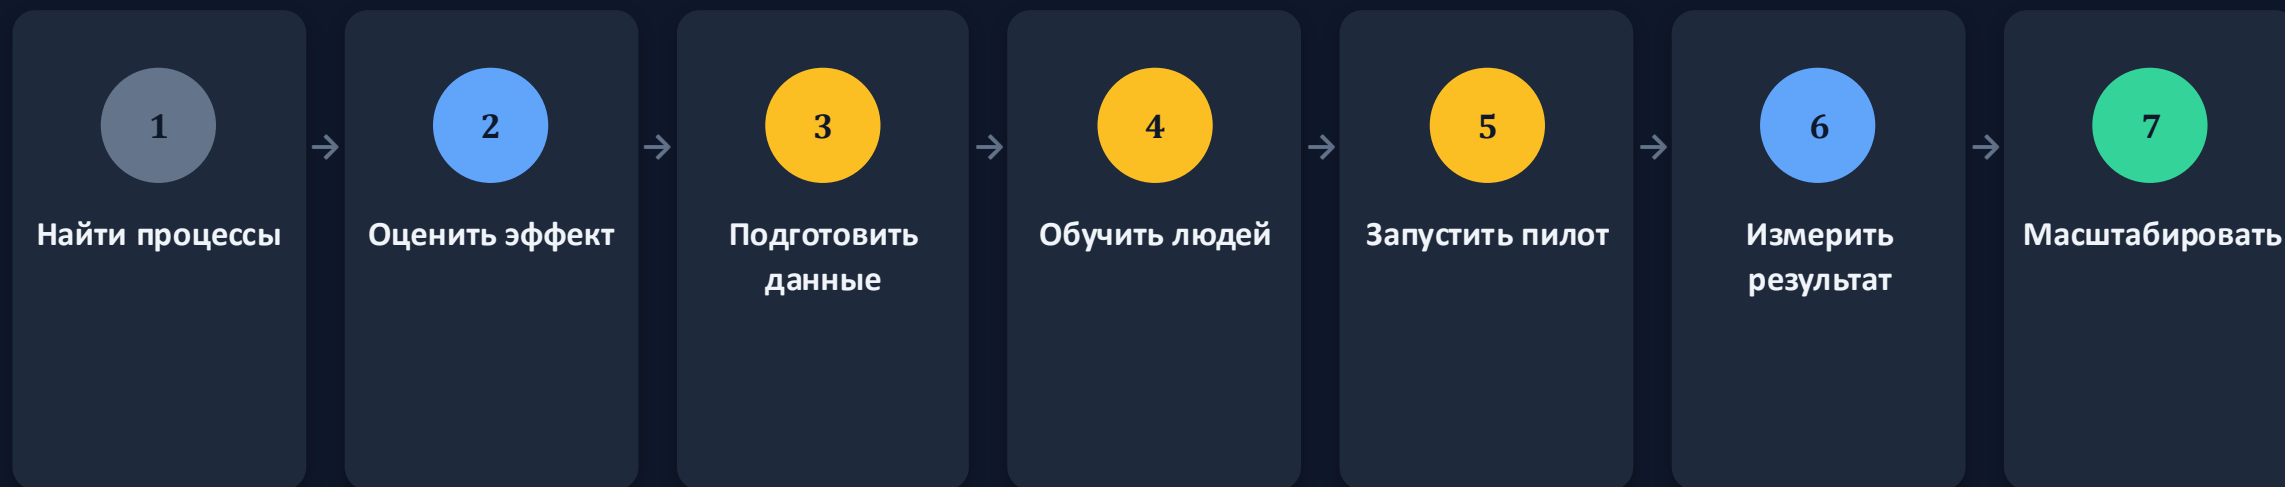 1
Найти процессы
→
2
Оценить эффект
→
3
Подготовить
данные
→
4
Обучить людей
→
5
Запустить пилот
→
6
Измерить
результат
→
7
Масштабировать